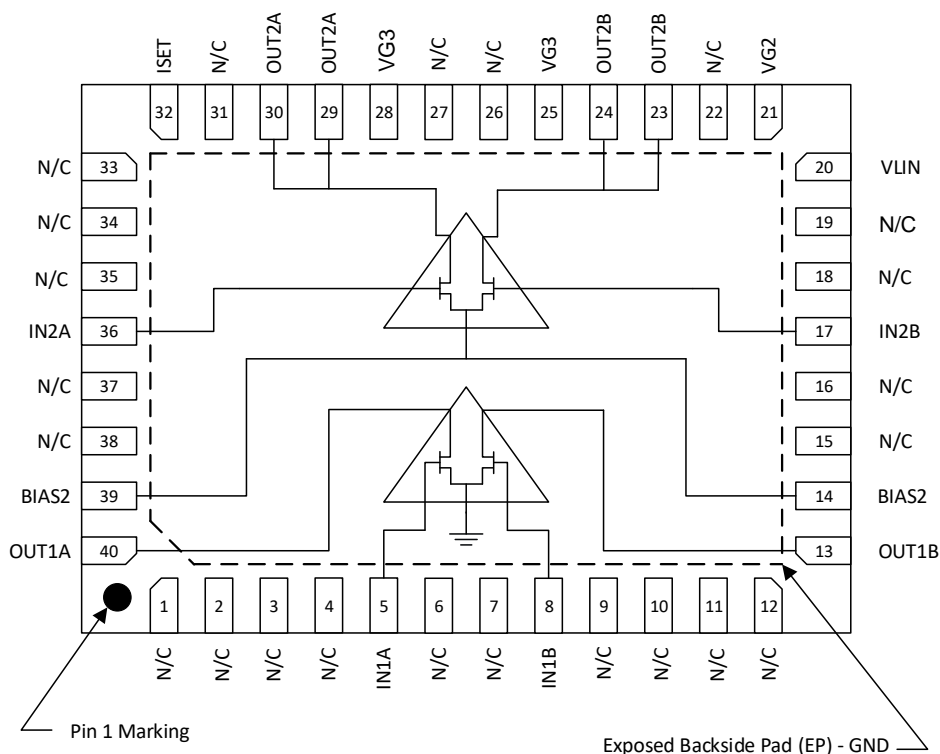 ISET
N/C
OUT2A
OUT2A
VG3
N/C
N/C
VG3
OUT2B
OUT2B
N/C
VG2
32
31
30
29
28
27
26
25
24
23
22
21
N/C 33
20 VLIN
N/C 34
19 N/C
N/C 35
18 N/C
IN2A 36
17 IN2B
N/C 37
16 N/C
N/C 38
15 N/C
BIAS2 39
14 BIAS2
OUT1A 40
13 OUT1B
1
2
3
4
5
6
7
8
9
10
11
12
N/C
N/C
N/C
N/C
IN1A
N/C
N/C
IN1B
N/C
N/C
N/C
N/C
Pin 1 Marking
Exposed Backside Pad (EP) - GND